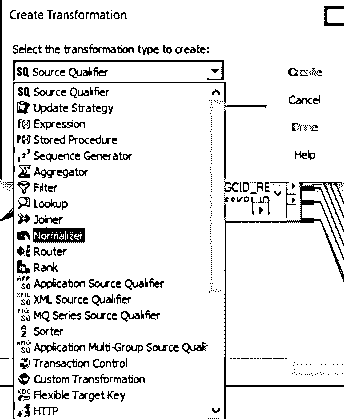 Create Transformation
Select the transformation type to create:
SQ Source Qualifier
Create
SQ Source Qualifier
Update Strategy
Cancel
f(x) Expression
Stored Procedure
Done
Sequence Generator
Help
Aggregator
Filter
GCID_RE
Lookup
Joiner
Normalizer
Router
Rank
Application Source Qualifier
XML Source Qualifier
MQ Series Source Qualifier
Sorter
Application Multi-Group Source Quali
Transaction Control
Custom Transformation
Flexible Target Key
HTTP